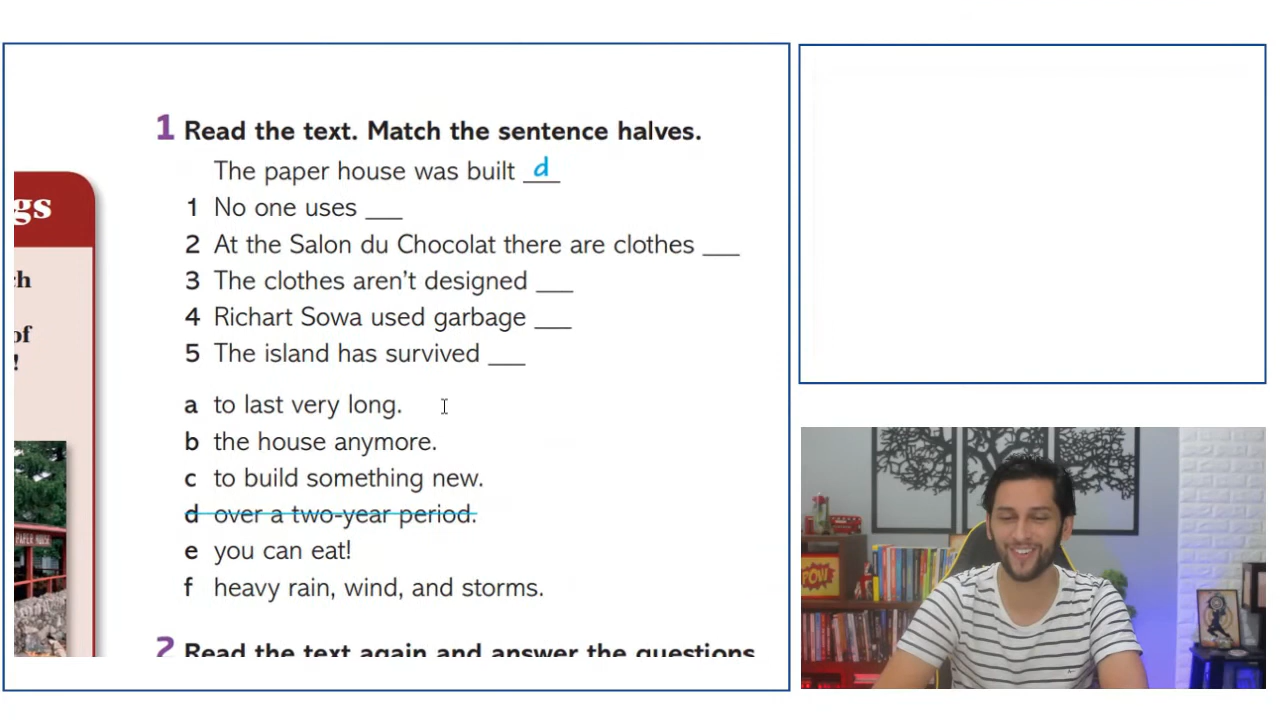 gs
ch
of
!
1 Read the text. Match the sentence halves.
The paper house was built d
1 No one uses ___
2 At the Salon du Chocolat there are clothes ___
3 The clothes aren't designed ___
4 Richart Sowa used garbage ___
5 The island has survived ___
a to last very long.
b the house anymore.
c to build something new.
d over a two-year period.
e you can eat!
f heavy rain, wind, and storms.
2 Read the text again and answer the questions
PAPER HOUSE
POW